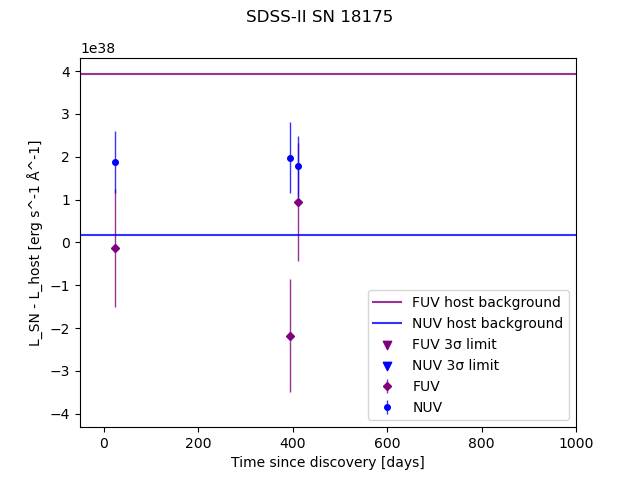 SDSS-II SN 18175
1e38
L_SN - L_host [erg s^-1 Å^-1]
4
3
2
1
0
−1
−2
−3
−4
FUV host background
NUV host background
FUV 3σ limit
NUV 3σ limit
FUV
NUV
0 200 400 600 800 1000
Time since discovery [days]